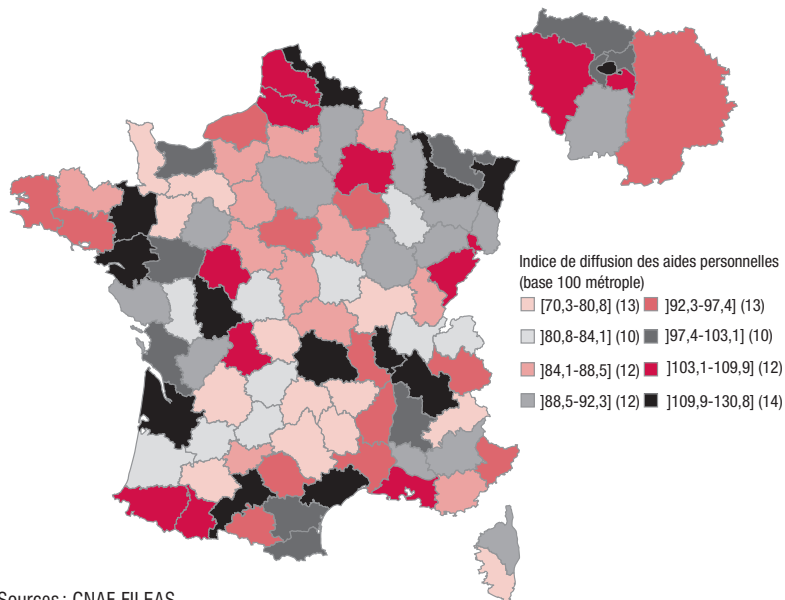 Indice de diffusion des aides personnelles
(base 100 métrople)
[70,3-80,8] (13)
]80,8-84,1] (10)
]84,1-88,5] (12)
]88,5-92,3] (12)
]92,3-97,4] (13)
]97,4-103,1] (10)
]103,1-109,9] (12)
]109,9-130,8] (14)
Sources : CNAF FILEAS